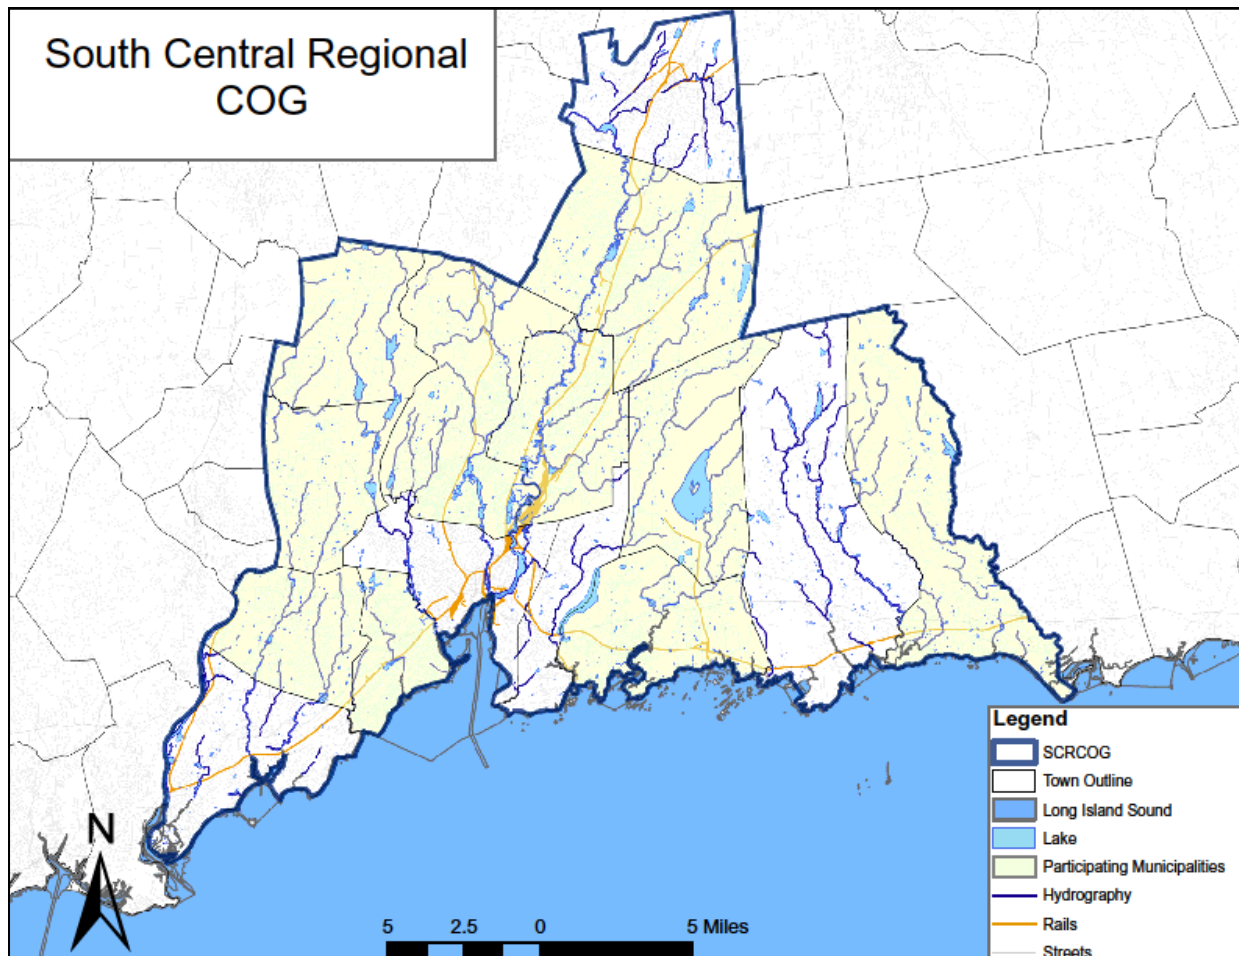 South Central Regional
COG
Legend
SCRCOG
Town Outline
Long Island Sound
Lake
Participating Municipalities
Hydrography
Rails
Streets
N
5 2.5 0 5 Miles